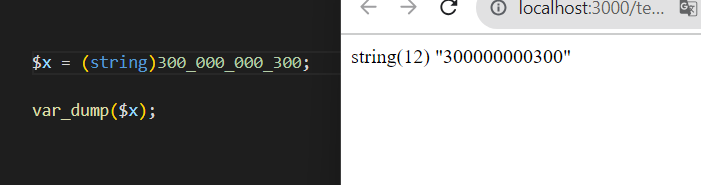 $x = (string)300_000_000_300;
var_dump($x);
localhost:3000/te...
string(12) "300000000300"